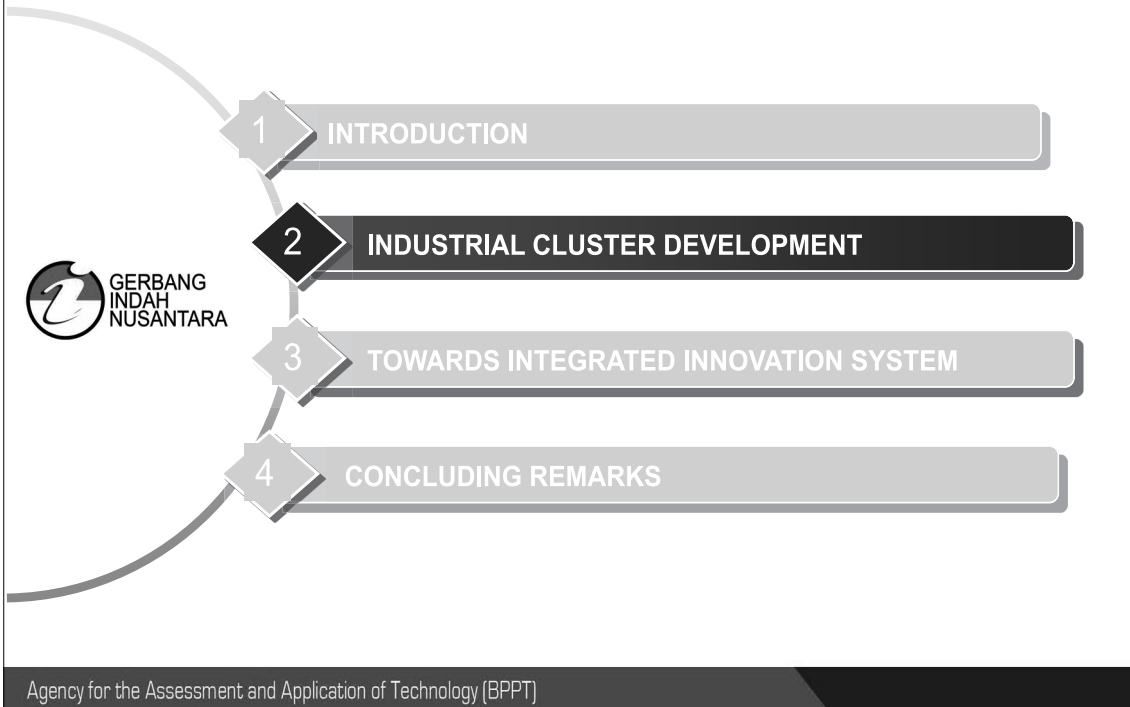 1
INTRODUCTION
2
INDUSTRIAL CLUSTER DEVELOPMENT
GERBANG
INDAH
NUSANTARA
3
TOWARDS INTEGRATED INNOVATION SYSTEM
4
CONCLUDING REMARKS
Agency for the Assessment and Application of Technology (BPPT)